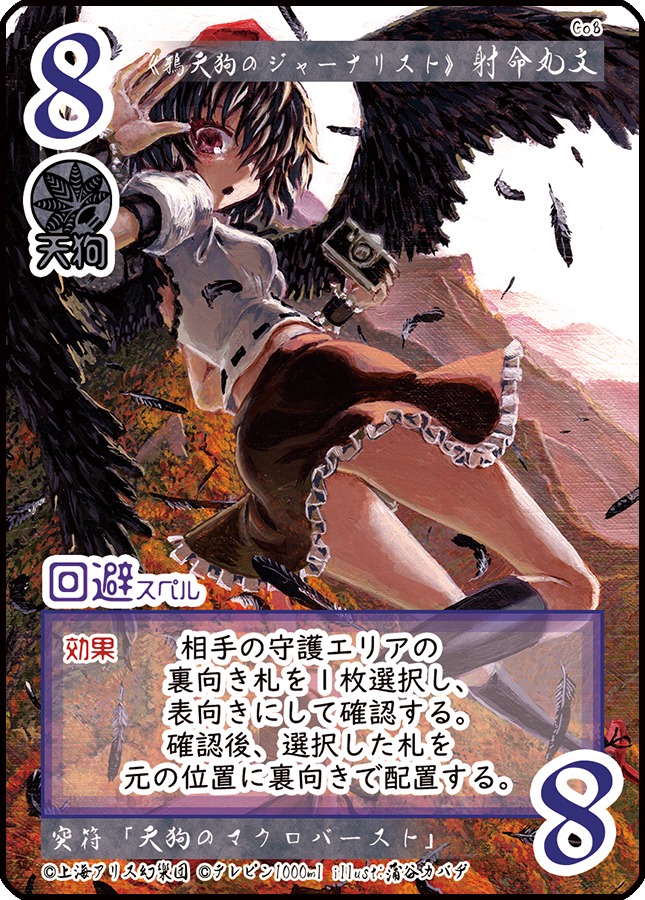 Co8
8
《鴉天狗のジャーナリスト》 射命丸文
天狗
回避スペル
効果
相手の守護エリアの
裏向き札を1枚選択し、
表向きにして確認する。
確認後、選択した札を
元の位置に裏向きで配置する。
8
突符「天狗のマクロバースト」
©上海アリス幻樂団 ©テレピン1000ml illust:蒲谷カバヂ